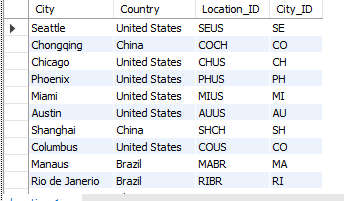 City Country Location_ID City_ID
Seattle United States SEUS SE
Chongqing China COCH CO
Chicago United States CHUS CH
Phoenix United States PHUS PH
Miami United States MIUS MI
Austin United States AUUS AU
Shanghai China SHCH SH
Columbus United States COUS CO
Manaus Brazil MABR MA
Rio de Janerio Brazil RIBR RI